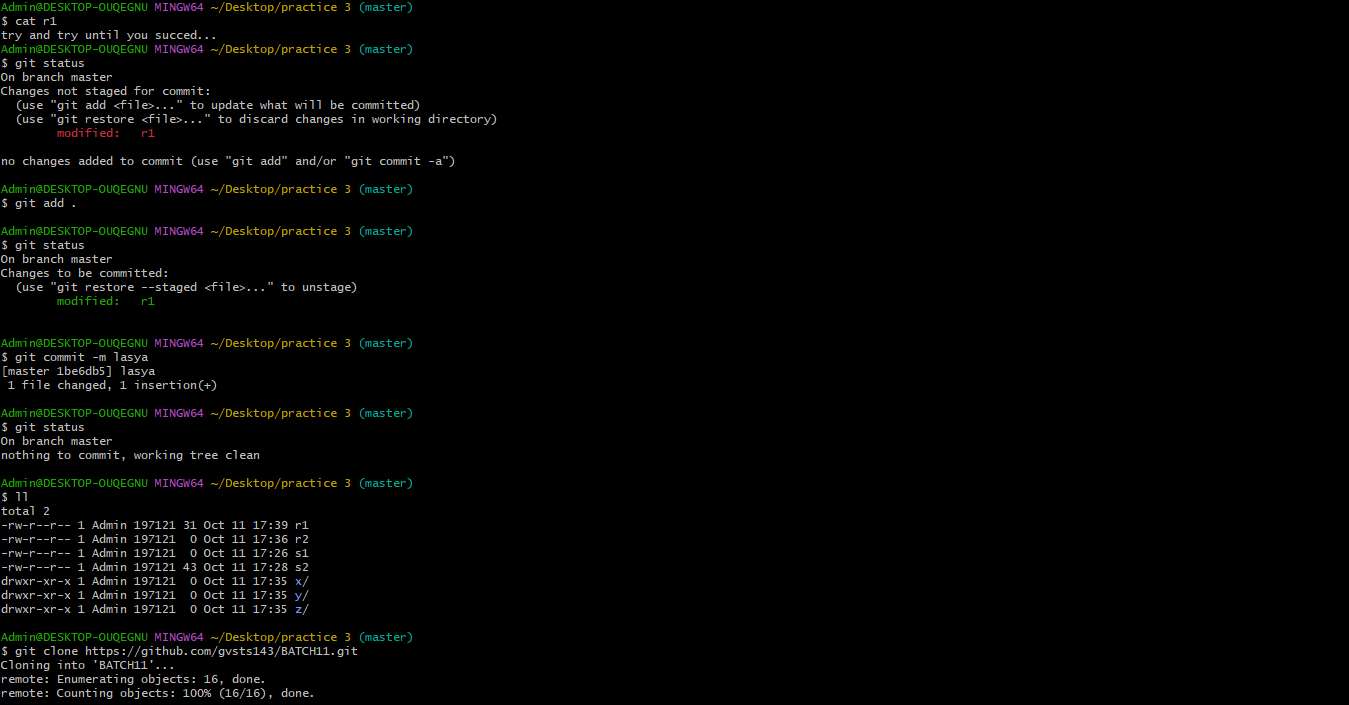 Admin@DESKTOP-OUQEGNU MINGW64 ~/Desktop/practice 3 (master)
$ cat r1
try and try until you succed...
Admin@DESKTOP-OUQEGNU MINGW64 ~/Desktop/practice 3 (master)
$ git status
On branch master
Changes not staged for commit:
  (use "git add <file>..." to update what will be committed)
  (use "git restore <file>..." to discard changes in working directory)
        modified:   r1

no changes added to commit (use "git add" and/or "git commit -a")

Admin@DESKTOP-OUQEGNU MINGW64 ~/Desktop/practice 3 (master)
$ git add .

Admin@DESKTOP-OUQEGNU MINGW64 ~/Desktop/practice 3 (master)
$ git status
On branch master
Changes to be committed:
  (use "git restore --staged <file>..." to unstage)
        modified:   r1


Admin@DESKTOP-OUQEGNU MINGW64 ~/Desktop/practice 3 (master)
$ git commit -m lasya
[master 1be6db5] lasya
 1 file changed, 1 insertion(+)

Admin@DESKTOP-OUQEGNU MINGW64 ~/Desktop/practice 3 (master)
$ git status
On branch master
nothing to commit, working tree clean

Admin@DESKTOP-OUQEGNU MINGW64 ~/Desktop/practice 3 (master)
$ ll
total 2
-rw-r--r-- 1 Admin 197121 31 Oct 11 17:39 r1
-rw-r--r-- 1 Admin 197121  0 Oct 11 17:36 r2
-rw-r--r-- 1 Admin 197121  0 Oct 11 17:26 s1
-rw-r--r-- 1 Admin 197121 43 Oct 11 17:28 s2
drwxr-xr-x 1 Admin 197121  0 Oct 11 17:35 x/
drwxr-xr-x 1 Admin 197121  0 Oct 11 17:35 y/
drwxr-xr-x 1 Admin 197121  0 Oct 11 17:35 z/

Admin@DESKTOP-OUQEGNU MINGW64 ~/Desktop/practice 3 (master)
$ git clone https://github.com/gvsts143/BATCH11.git
Cloning into 'BATCH11'...
remote: Enumerating objects: 16, done.
remote: Counting objects: 100% (16/16), done.